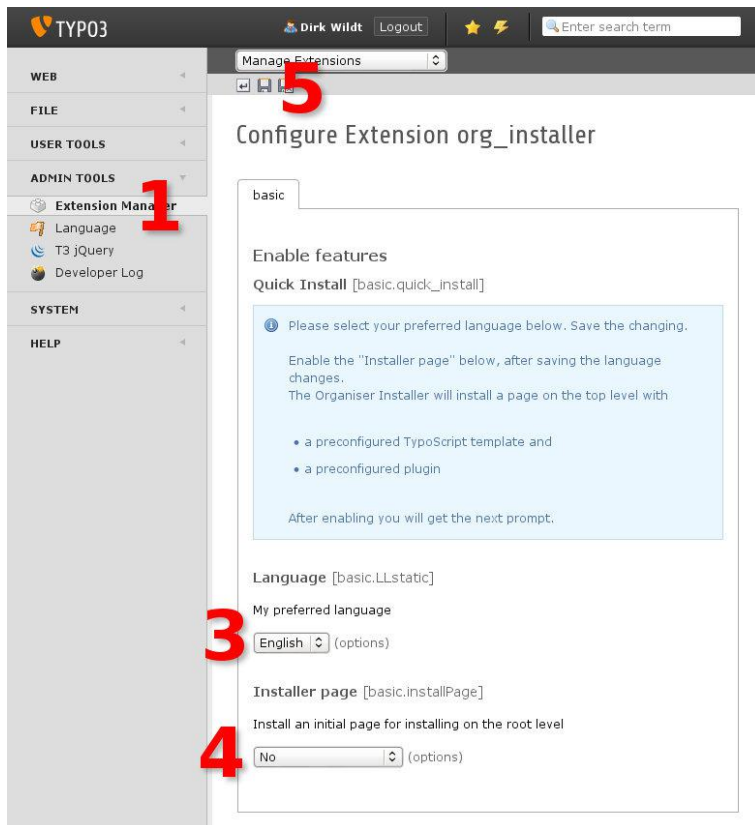 TYPO3
Dirk Wildt Logout Enter search term
Manage Extensions
5
WEB
FILE
USER TOOLS
ADMIN TOOLS
1
Extension Manager
Language
T3 jQuery
Developer Log
SYSTEM
HELP
Configure Extension org_installer
basic
Enable features
Quick Install [basic.quick_install]
Please select your preferred language below. Save the changing.
Enable the "Installer page" below, after saving the language
changes.
The Organiser Installer will install a page on the top level with
• a preconfigured TypoScript template and
• a preconfigured plugin
After enabling you will get the next prompt.
Language [basic.LLstatic]
My preferred language
3 English (options)
Installer page [basic.installPage]
Install an initial page for installing on the root level
4 No (options)